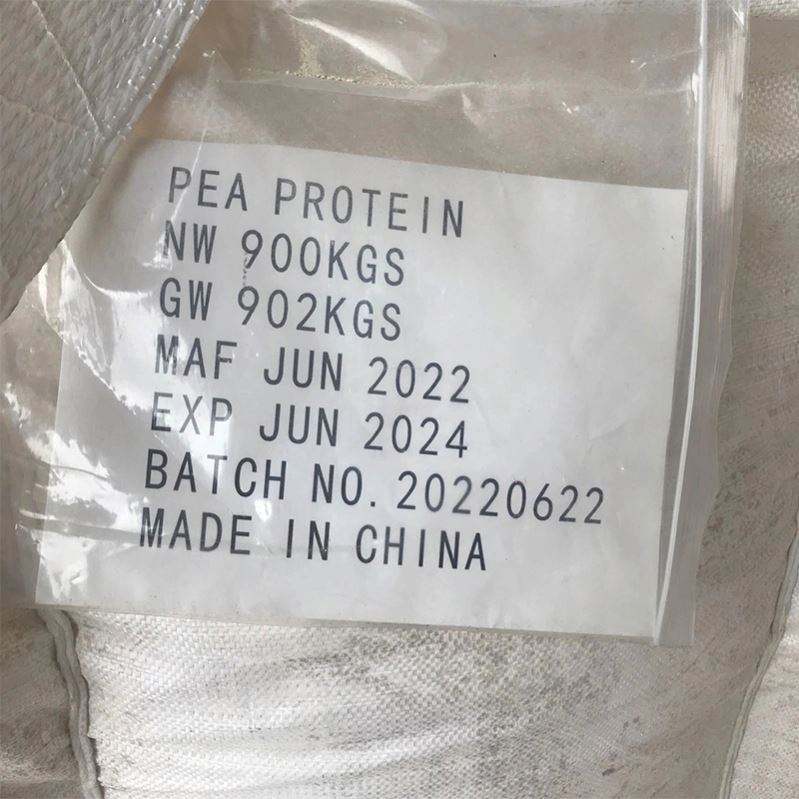 PEA PROTEIN
NW 900KGS
GW 902KGS
MAF JUN 2022
EXP JUN 2024
BATCH NO. 20220622
MADE IN CHINA